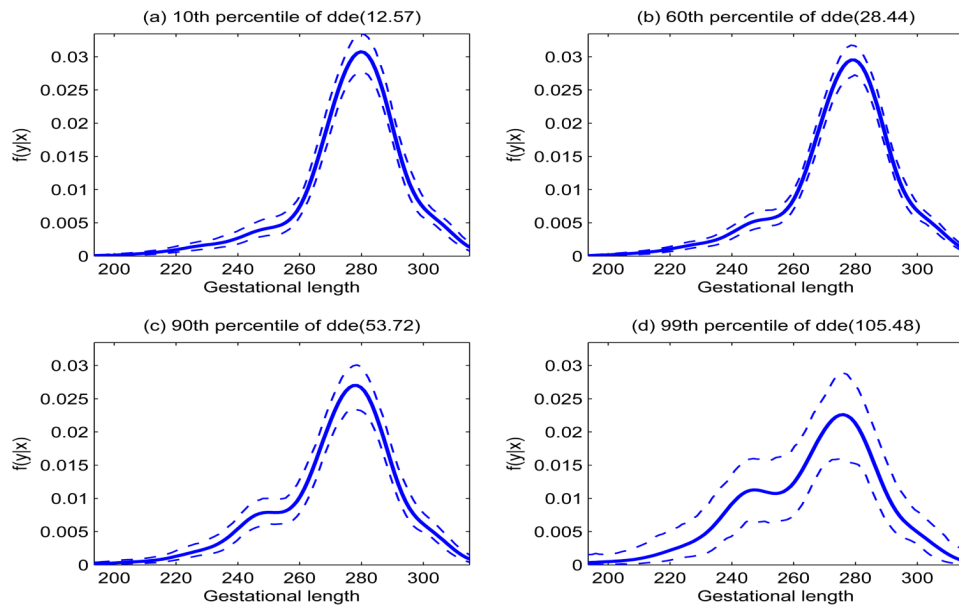 (a) 10th percentile of dde(12.57)
0.03
0.025
0.02
0.015
0.01
0.005
0
f(y|x)
200 220 240 260 280 300
Gestational length
(b) 60th percentile of dde(28.44)
0.03
0.025
0.02
0.015
0.01
0.005
0
f(y|x)
200 220 240 260 280 300
Gestational length
(c) 90th percentile of dde(53.72)
0.03
0.025
0.02
0.015
0.01
0.005
0
f(y|x)
200 220 240 260 280 300
Gestational length
(d) 99th percentile of dde(105.48)
0.03
0.025
0.02
0.015
0.01
0.005
0
f(y|x)
200 220 240 260 280 300
Gestational length